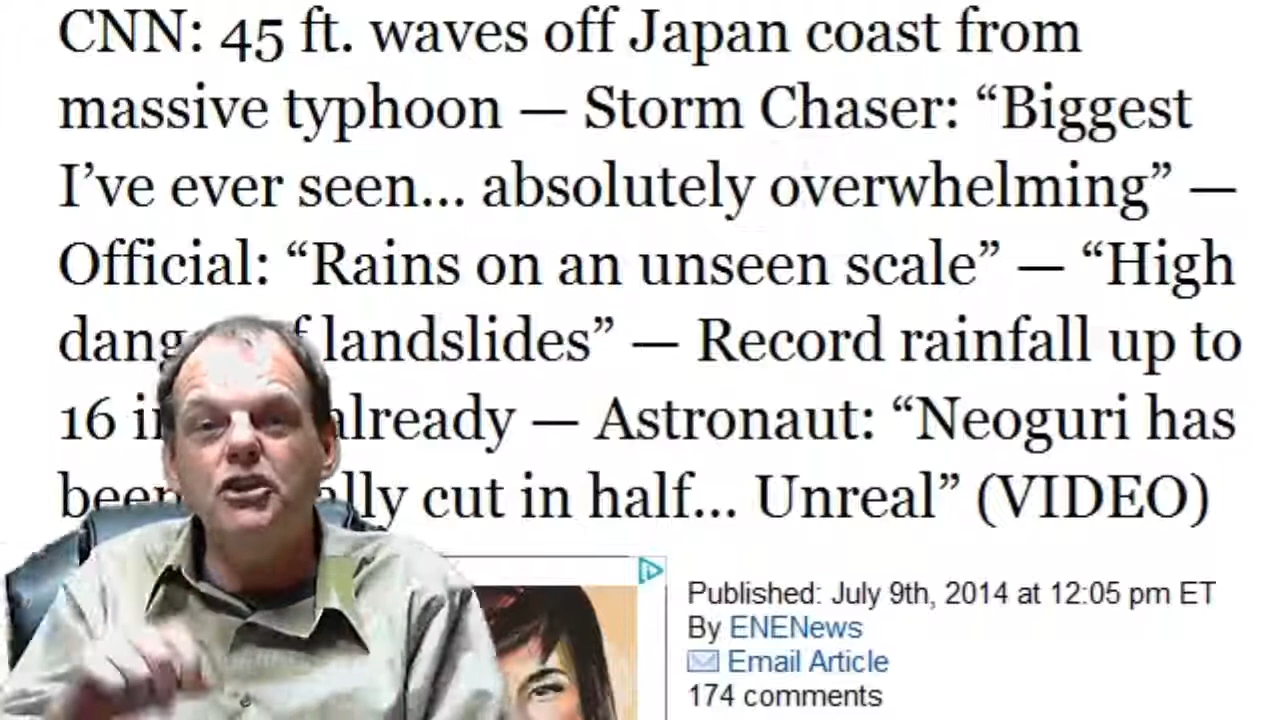 CNN: 45 ft. waves off Japan coast from
massive typhoon — Storm Chaser: “Biggest
I’ve ever seen... absolutely overwhelming” —
Official: “Rains on an unseen scale” — “High
landslides” — Record rainfall up to
16 already — Astronaut: “Neoguri has
cut in half... Unreal” (VIDEO)
Published: July 9th, 2014 at 12:05 pm ET
By ENENews
Email Article
174 comments